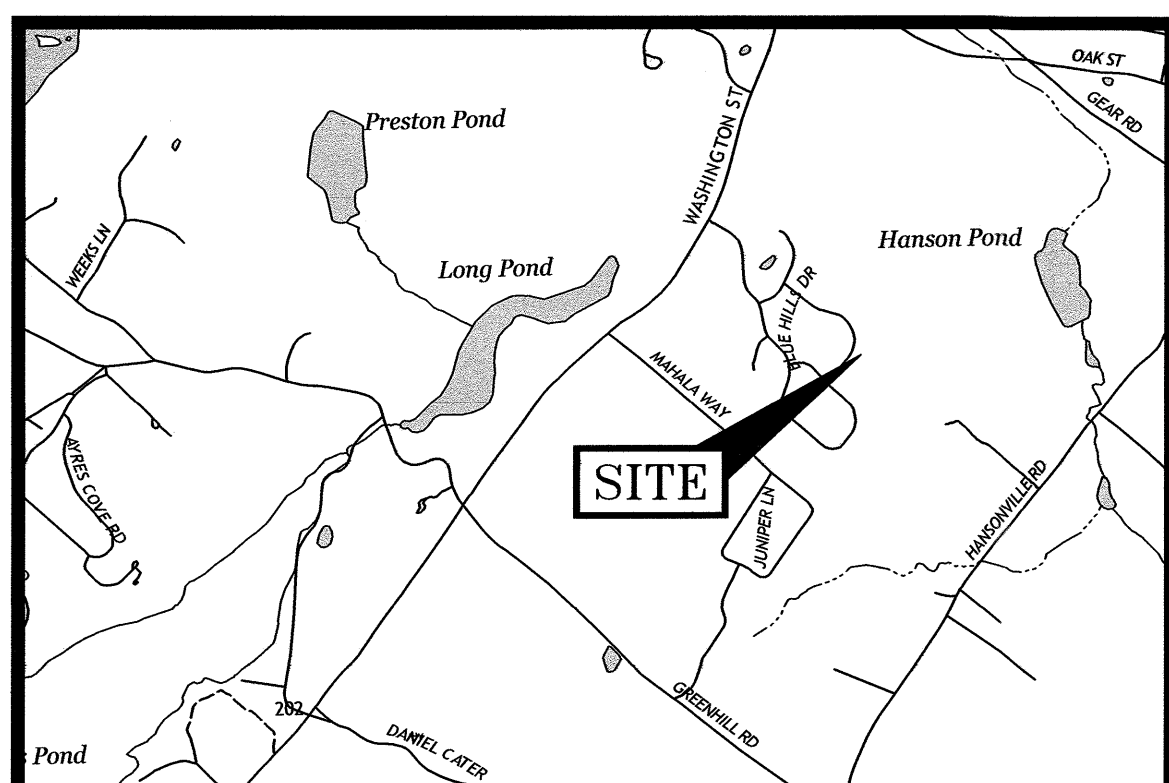 OAK ST
GEAR RD
Preston Pond
WASHINGTON ST
WEEKS LN
Hanson Pond
Long Pond
BLUE HILLS DR
MAHALA WAY
AYRES COVE RD
SITE
JUNIPER LN
HANSONVILLE RD
202
GREENHILL RD
DANIEL CATER
Pond